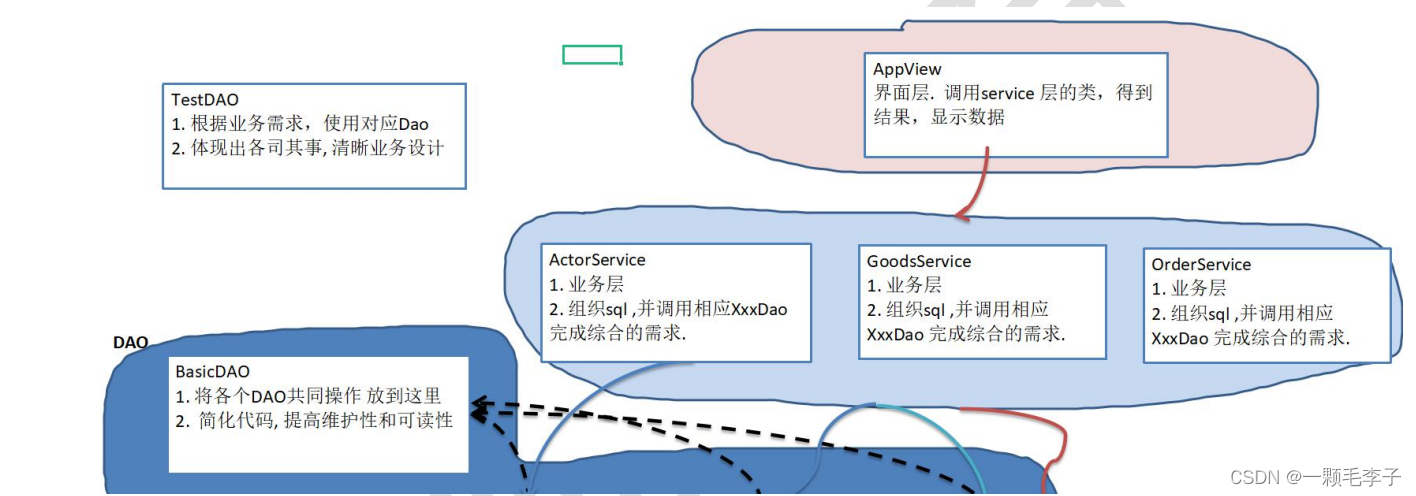 AppView
界面层. 调用service 层的类，得到
结果，显示数据
TestDAO
1. 根据业务需求，使用对应Dao
2. 体现出各司其事, 清晰业务设计
ActorService
1. 业务层
2. 组织sql ,并调用相应XxxDao
完成综合的需求.
GoodsService
1. 业务层
2. 组织sql ,并调用相应
XxxDao 完成综合的需求.
OrderService
1. 业务层
2. 组织sql ,并调用相应
XxxDao 完成综合的需求.
DAO
BasicDAO
1. 将各个DAO共同操作 放到这里
2. 简化代码, 提高维护性和可读性
CSDN @一颗毛李子